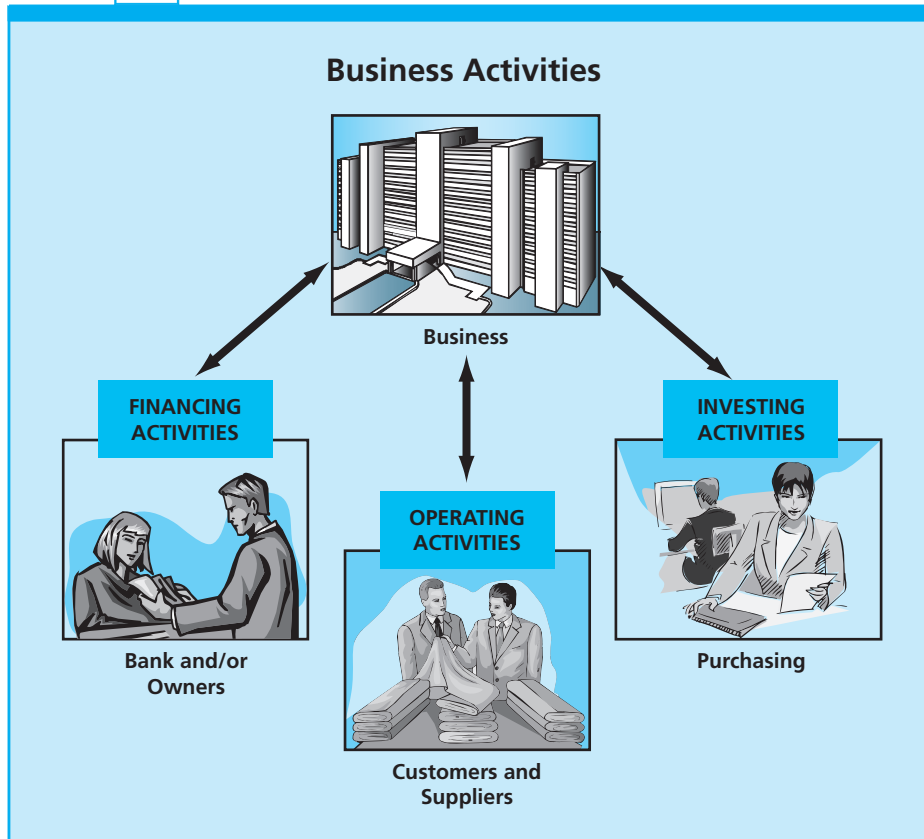 Business Activities
Business
FINANCING
ACTIVITIES
INVESTING
ACTIVITIES
OPERATING
ACTIVITIES
Bank and/or
Owners
Purchasing
Customers and
Suppliers